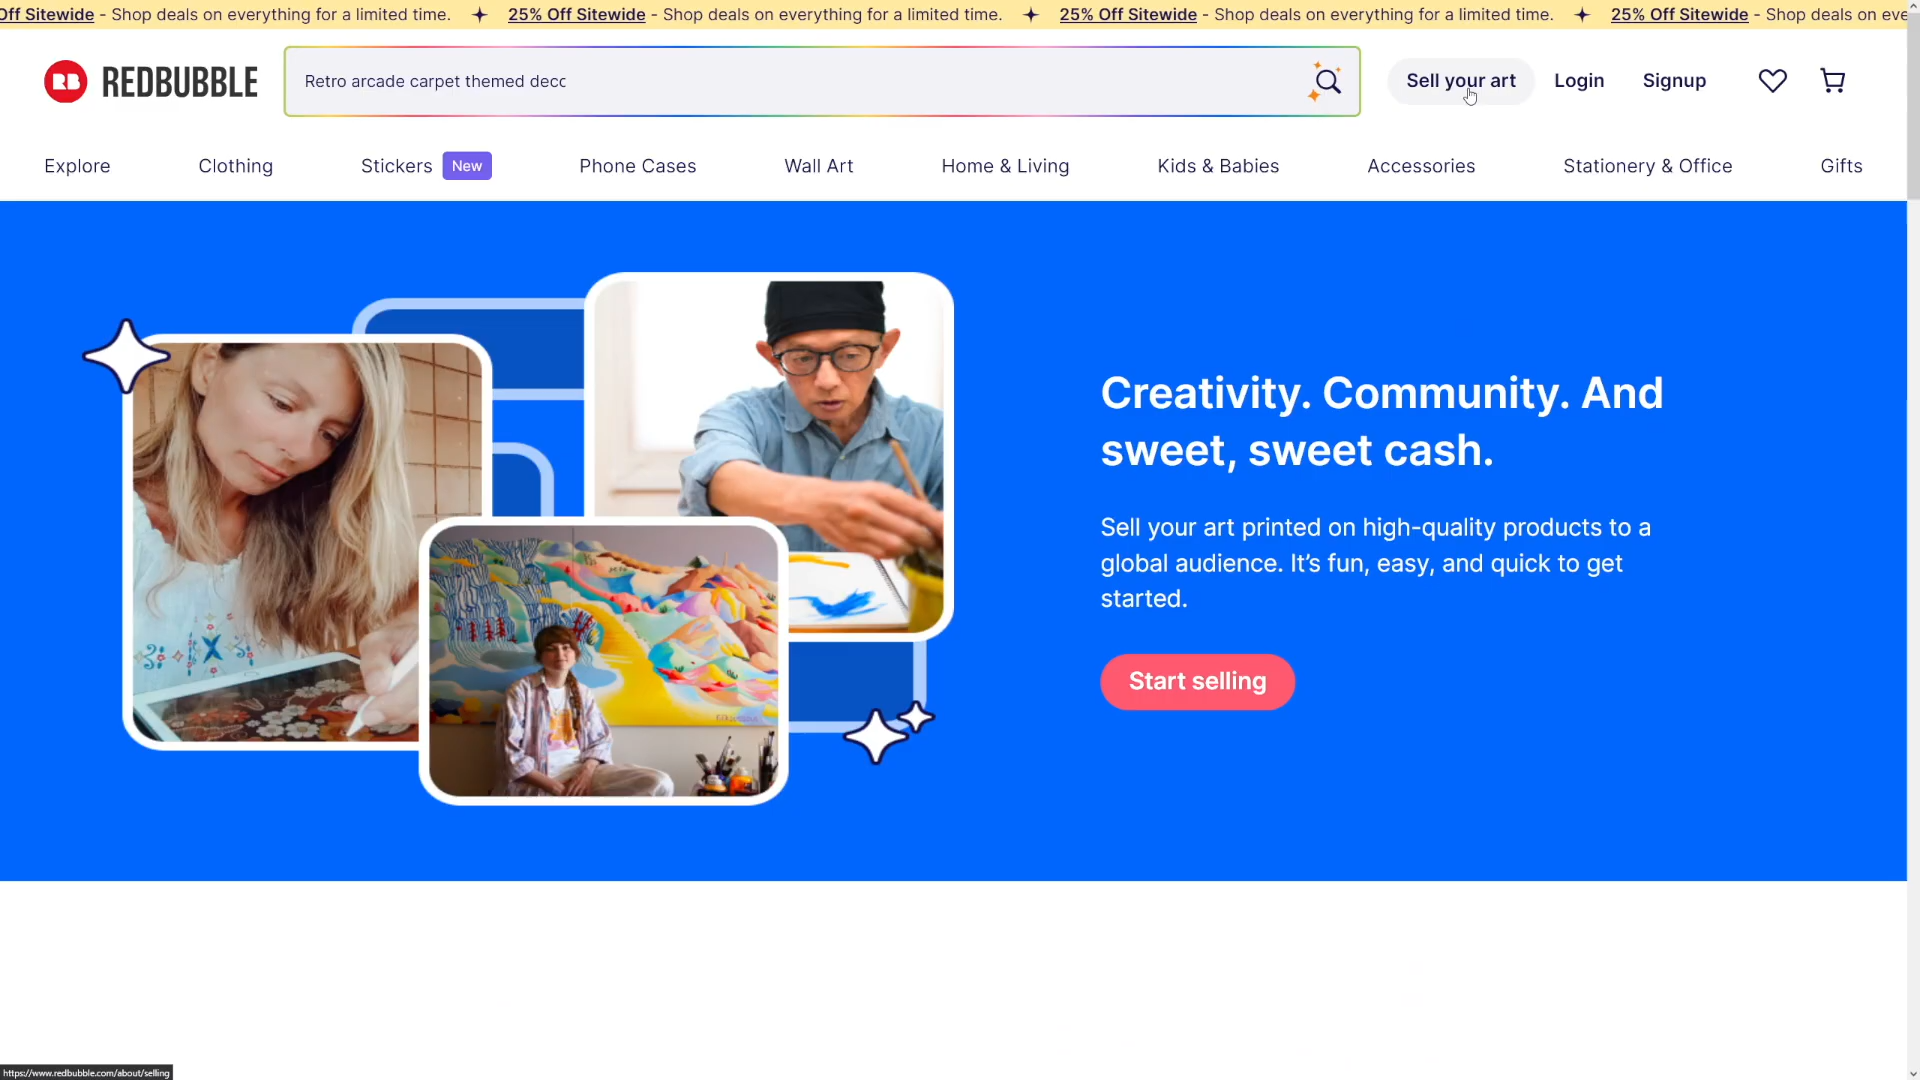 Off Sitewide - Shop deals on everything for a limited time. 25% Off Sitewide - Shop deals on everything for a limited time. 25% Off Sitewide - Shop deals on everything for a limited time. 25% Off Sitewide - Shop deals on eve
RB REDBUBBLE
Retro arcade carpet themed decc
Sell your art Login Signup
Explore Clothing Stickers New Phone Cases Wall Art Home & Living Kids & Babies Accessories Stationery & Office Gifts
Creativity. Community. And
sweet, sweet cash.
Sell your art printed on high-quality products to a
global audience. It's fun, easy, and quick to get
started.
Start selling
https://www.redbubble.com/about/selling